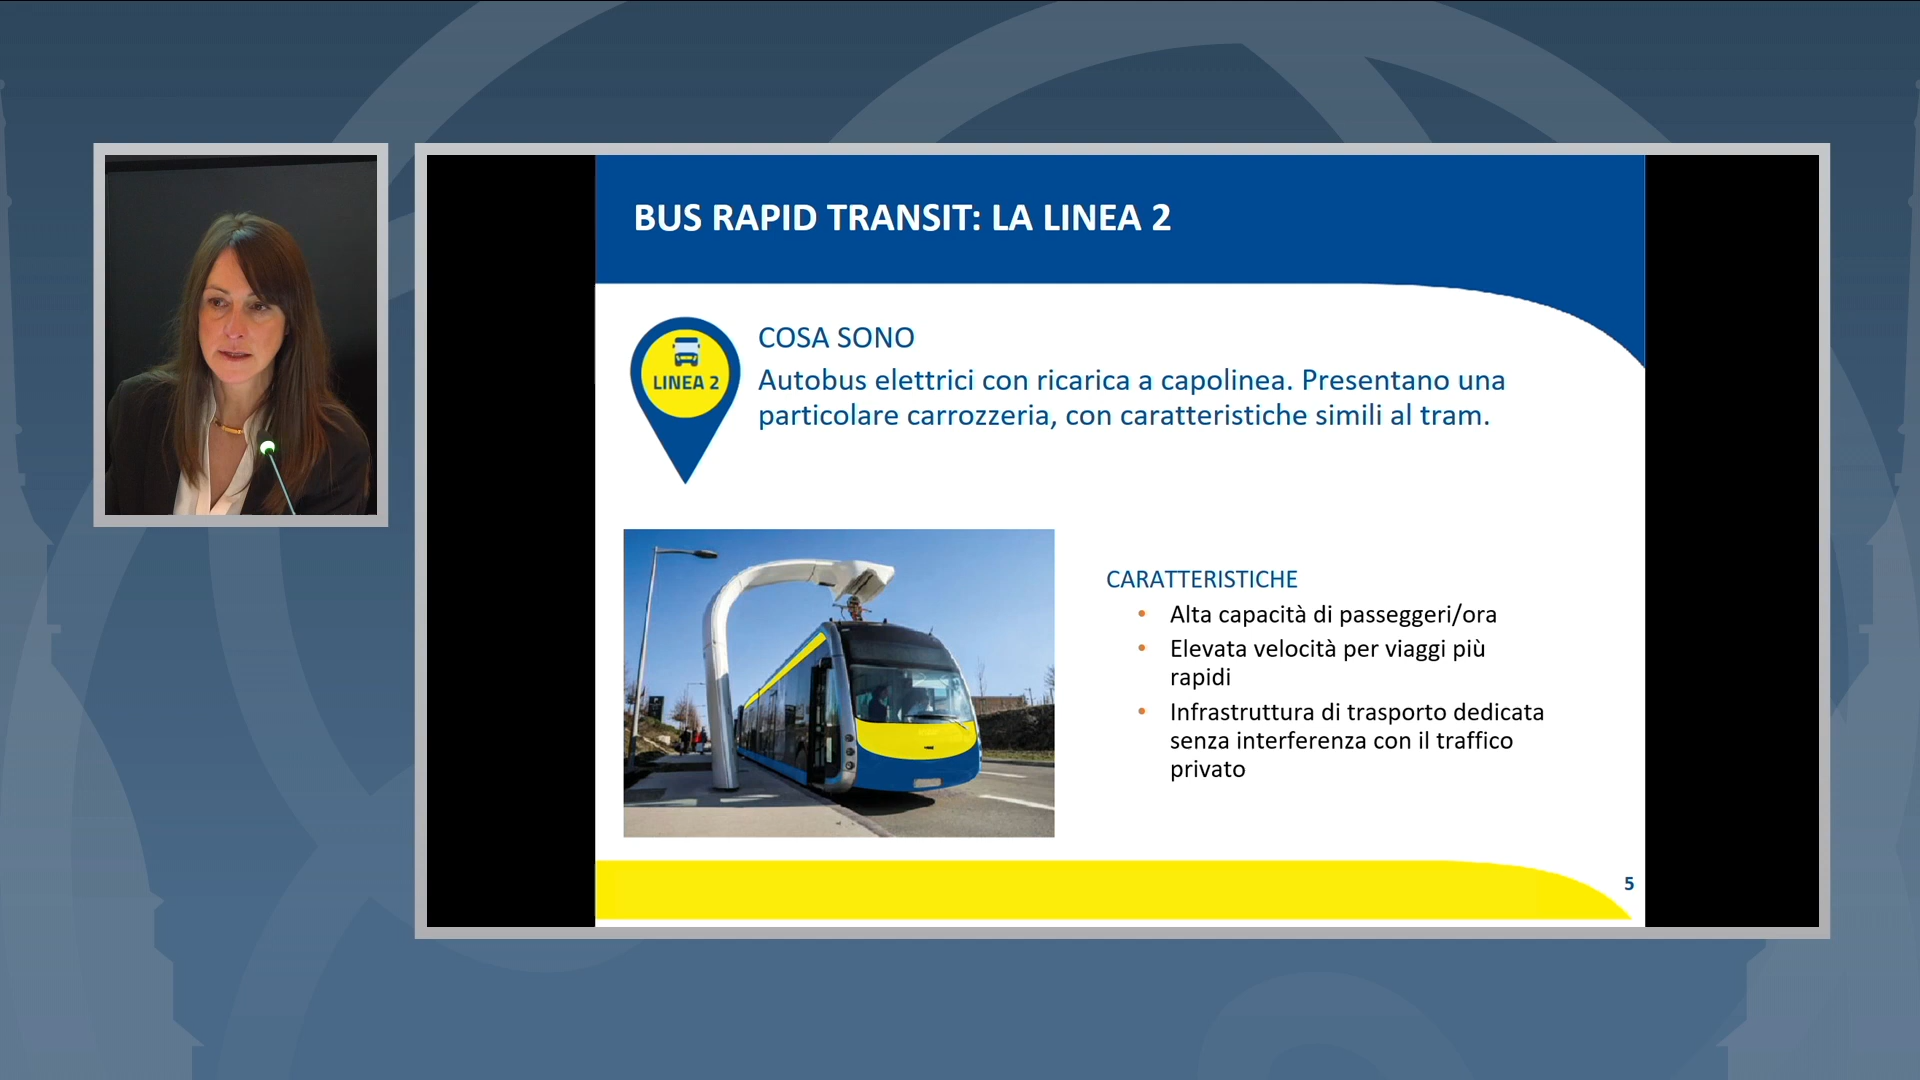 BUS RAPID TRANSIT: LA LINEA 2
LINEA 2
COSA SONO
Autobus elettrici con ricarica a capolinea. Presentano una
particolare carrozzeria, con caratteristiche simili al tram.
CARATTERISTICHE
• Alta capacità di passeggeri/ora
• Elevata velocità per viaggi più
rapidi
• Infrastruttura di trasporto dedicata
senza interferenza con il traffico
privato
5